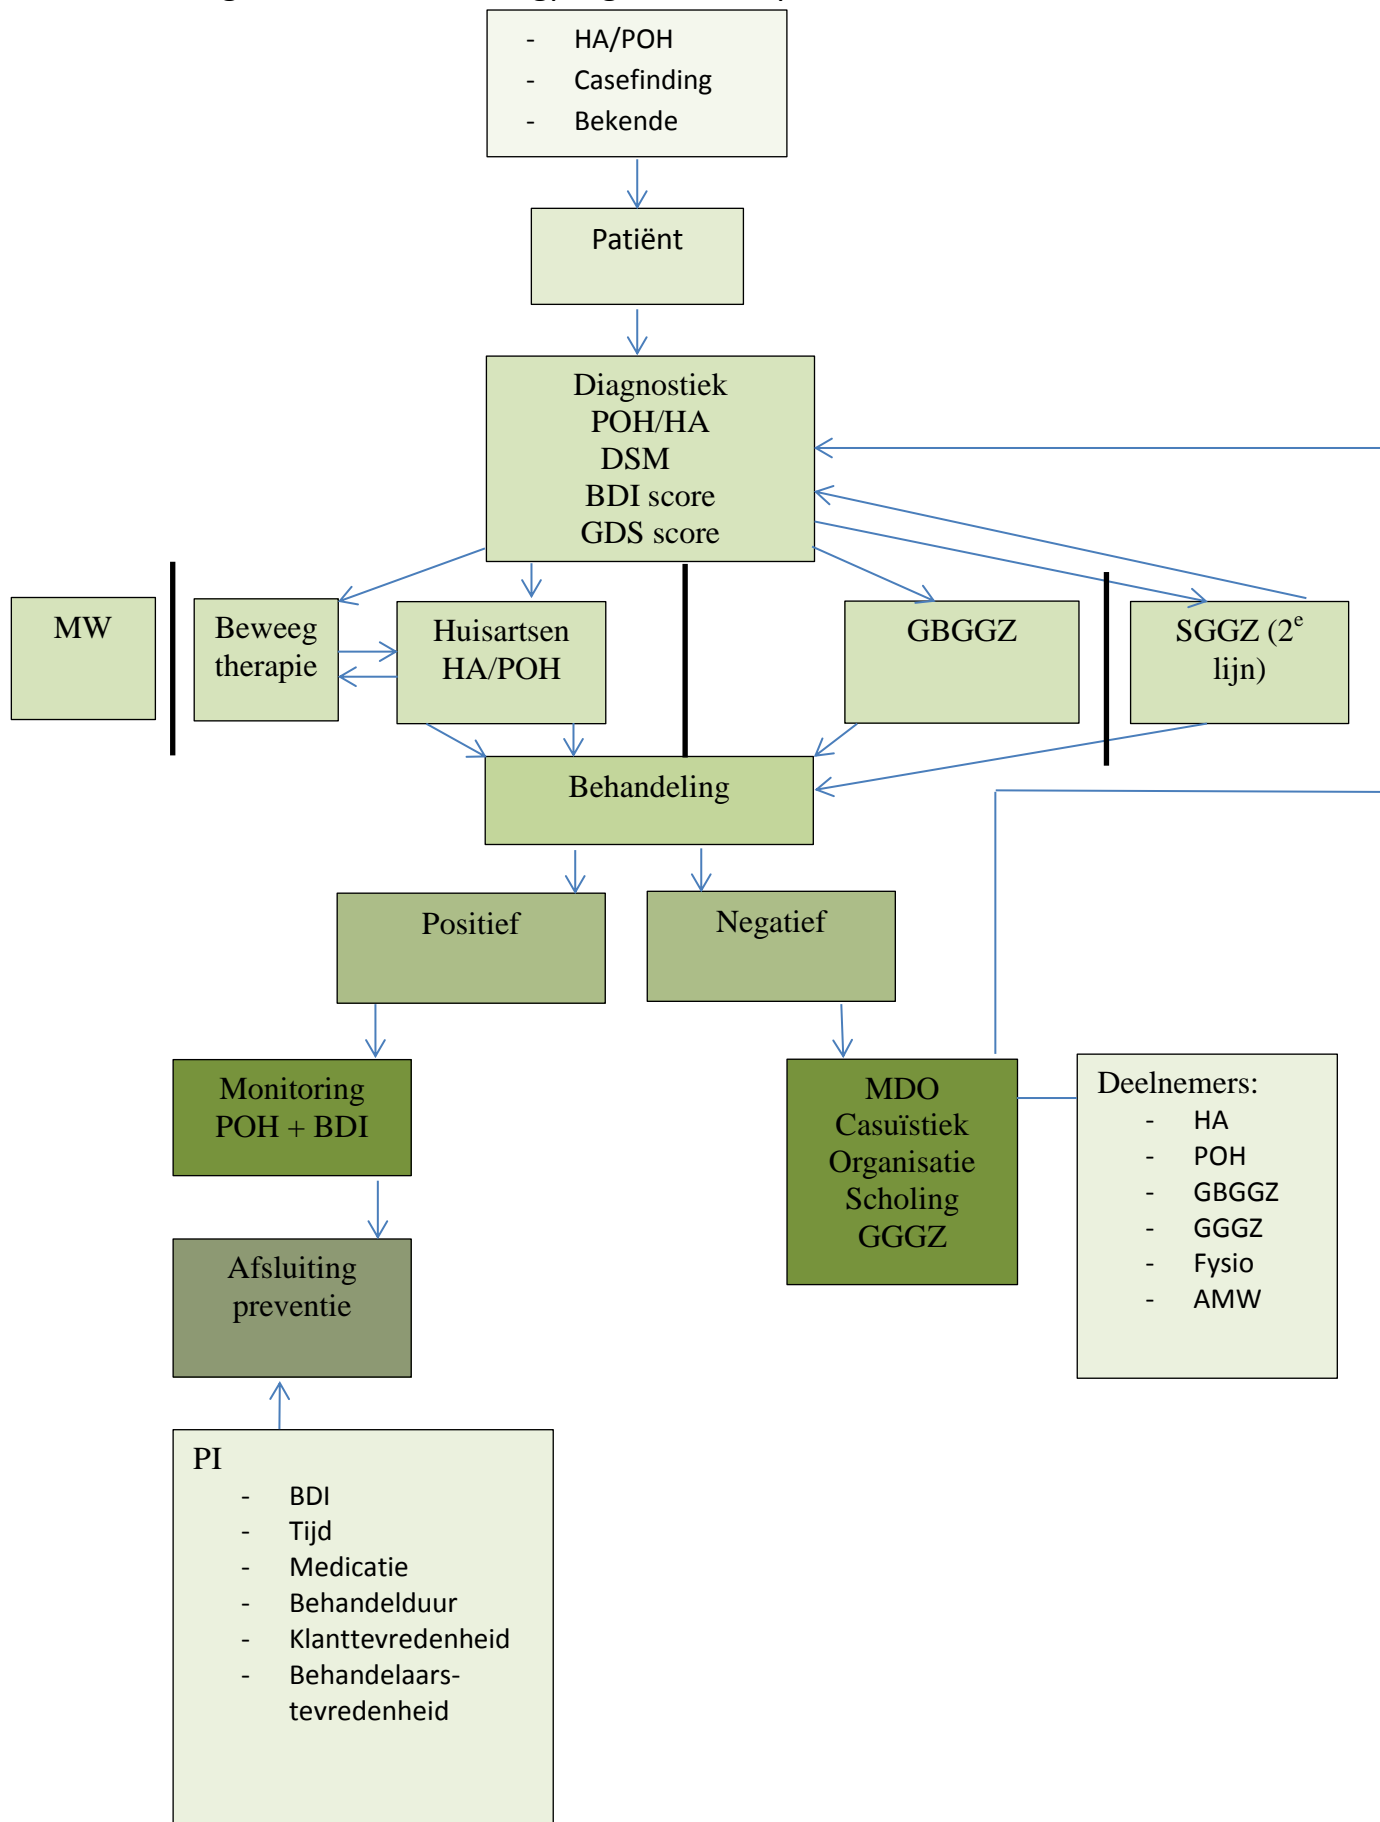 - HA/POH
- Casefinding
- Bekende
Patiënt
Diagnostiek
POH/HA
DSM
BDI score
GDS score
MW
Beweeg
therapie
Huisartsen
HA/POH
GBGGZ
SGGZ (2e
lijn)
Behandeling
Positief
Negatief
Monitoring
POH + BDI
MDO
Casuïstiek
Organisatie
Scholing
GGGZ
Deelnemers:
- HA
- POH
- GBGGZ
- GGGZ
- Fysio
- AMW
Afsluiting
preventie
PI
- BDI
- Tijd
- Medicatie
- Behandelduur
- Klanttevredenheid
- Behandelaars-
tevredenheid